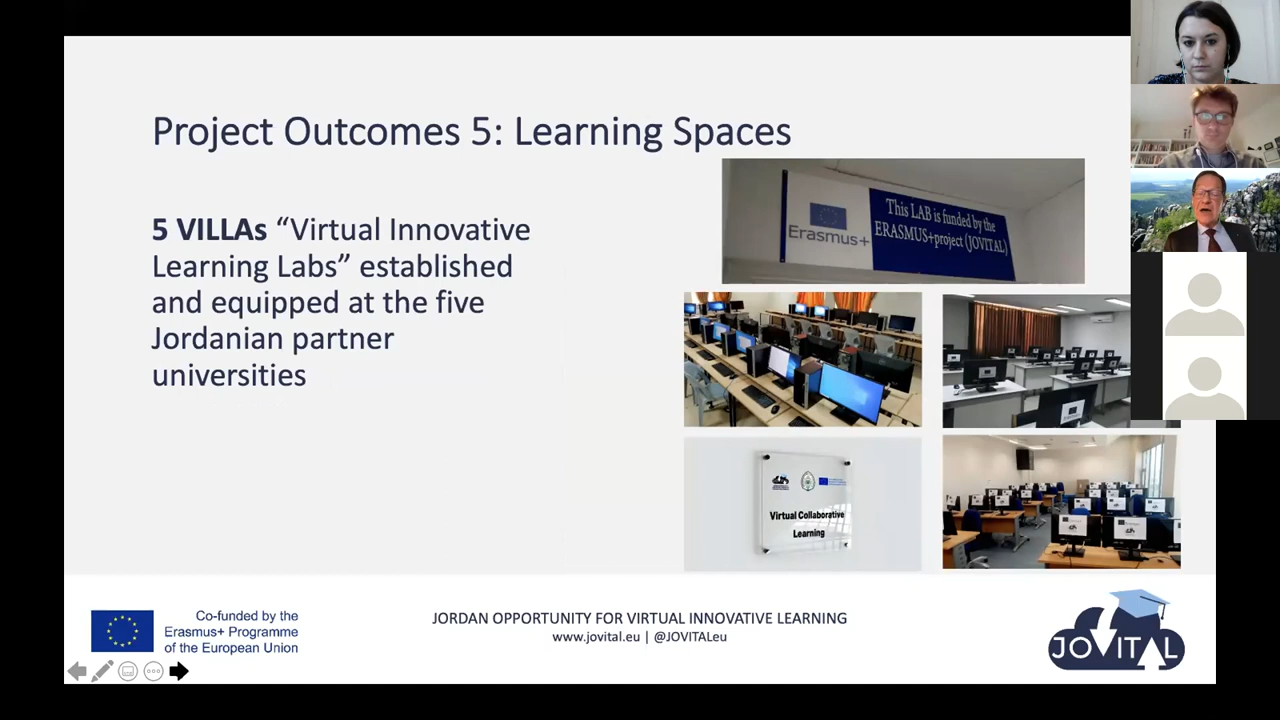 Project Outcomes 5: Learning Spaces
5 VILLAs “Virtual Innovative
Learning Labs” established
and equipped at the five
Jordanian partner
universities
Erasmus+
This LAB is funded by the
ERASMUS+project (JOVITAL)
Virtual Collaborative
Learning
Co-funded by the
Erasmus+ Programme
of the European Union
JORDAN OPPORTUNITY FOR VIRTUAL INNOVATIVE LEARNING
www.jovital.eu | @JOVITALeu
JOVITAL